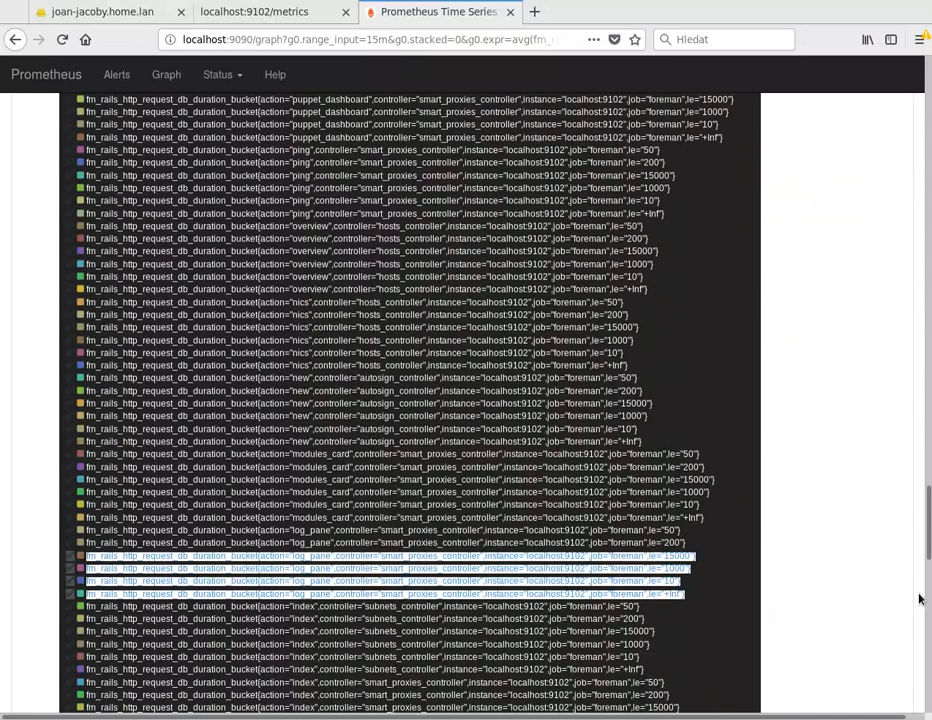 joan-jacoby.home.lan
localhost:9102/metrics
Prometheus Time Series
localhost:9090/graph?g0.range_input=15m&g0.stacked=0&g0.expr=avg(fm_r
Hledat
Prometheus Alerts Graph Status Help
fm_rails_http_request_db_duration_bucket{action="puppet_dashboard",controller="smart_proxies_controller",instance="localhost:9102",job="foreman",le="15000"}
fm_rails_http_request_db_duration_bucket{action="puppet_dashboard",controller="smart_proxies_controller",instance="localhost:9102",job="foreman",le="1000"}
fm_rails_http_request_db_duration_bucket{action="puppet_dashboard",controller="smart_proxies_controller",instance="localhost:9102",job="foreman",le="10"}
fm_rails_http_request_db_duration_bucket{action="puppet_dashboard",controller="smart_proxies_controller",instance="localhost:9102",job="foreman",le="+Inf"}
fm_rails_http_request_db_duration_bucket{action="ping",controller="smart_proxies_controller",instance="localhost:9102",job="foreman",le="50"}
fm_rails_http_request_db_duration_bucket{action="ping",controller="smart_proxies_controller",instance="localhost:9102",job="foreman",le="200"}
fm_rails_http_request_db_duration_bucket{action="ping",controller="smart_proxies_controller",instance="localhost:9102",job="foreman",le="15000"}
fm_rails_http_request_db_duration_bucket{action="ping",controller="smart_proxies_controller",instance="localhost:9102",job="foreman",le="1000"}
fm_rails_http_request_db_duration_bucket{action="ping",controller="smart_proxies_controller",instance="localhost:9102",job="foreman",le="10"}
fm_rails_http_request_db_duration_bucket{action="ping",controller="smart_proxies_controller",instance="localhost:9102",job="foreman",le="+Inf"}
fm_rails_http_request_db_duration_bucket{action="overview",controller="hosts_controller",instance="localhost:9102",job="foreman",le="50"}
fm_rails_http_request_db_duration_bucket{action="overview",controller="hosts_controller",instance="localhost:9102",job="foreman",le="200"}
fm_rails_http_request_db_duration_bucket{action="overview",controller="hosts_controller",instance="localhost:9102",job="foreman",le="15000"}
fm_rails_http_request_db_duration_bucket{action="overview",controller="hosts_controller",instance="localhost:9102",job="foreman",le="1000"}
fm_rails_http_request_db_duration_bucket{action="overview",controller="hosts_controller",instance="localhost:9102",job="foreman",le="10"}
fm_rails_http_request_db_duration_bucket{action="overview",controller="hosts_controller",instance="localhost:9102",job="foreman",le="+Inf"}
fm_rails_http_request_db_duration_bucket{action="nics",controller="hosts_controller",instance="localhost:9102",job="foreman",le="50"}
fm_rails_http_request_db_duration_bucket{action="nics",controller="hosts_controller",instance="localhost:9102",job="foreman",le="200"}
fm_rails_http_request_db_duration_bucket{action="nics",controller="hosts_controller",instance="localhost:9102",job="foreman",le="15000"}
fm_rails_http_request_db_duration_bucket{action="nics",controller="hosts_controller",instance="localhost:9102",job="foreman",le="1000"}
fm_rails_http_request_db_duration_bucket{action="nics",controller="hosts_controller",instance="localhost:9102",job="foreman",le="10"}
fm_rails_http_request_db_duration_bucket{action="nics",controller="hosts_controller",instance="localhost:9102",job="foreman",le="+Inf"}
fm_rails_http_request_db_duration_bucket{action="new",controller="autosign_controller",instance="localhost:9102",job="foreman",le="50"}
fm_rails_http_request_db_duration_bucket{action="new",controller="autosign_controller",instance="localhost:9102",job="foreman",le="200"}
fm_rails_http_request_db_duration_bucket{action="new",controller="autosign_controller",instance="localhost:9102",job="foreman",le="15000"}
fm_rails_http_request_db_duration_bucket{action="new",controller="autosign_controller",instance="localhost:9102",job="foreman",le="1000"}
fm_rails_http_request_db_duration_bucket{action="new",controller="autosign_controller",instance="localhost:9102",job="foreman",le="10"}
fm_rails_http_request_db_duration_bucket{action="new",controller="autosign_controller",instance="localhost:9102",job="foreman",le="+Inf"}
fm_rails_http_request_db_duration_bucket{action="modules_card",controller="smart_proxies_controller",instance="localhost:9102",job="foreman",le="50"}
fm_rails_http_request_db_duration_bucket{action="modules_card",controller="smart_proxies_controller",instance="localhost:9102",job="foreman",le="200"}
fm_rails_http_request_db_duration_bucket{action="modules_card",controller="smart_proxies_controller",instance="localhost:9102",job="foreman",le="15000"}
fm_rails_http_request_db_duration_bucket{action="modules_card",controller="smart_proxies_controller",instance="localhost:9102",job="foreman",le="1000"}
fm_rails_http_request_db_duration_bucket{action="modules_card",controller="smart_proxies_controller",instance="localhost:9102",job="foreman",le="10"}
fm_rails_http_request_db_duration_bucket{action="modules_card",controller="smart_proxies_controller",instance="localhost:9102",job="foreman",le="+Inf"}
fm_rails_http_request_db_duration_bucket{action="log_pane",controller="smart_proxies_controller",instance="localhost:9102",job="foreman",le="50"}
fm_rails_http_request_db_duration_bucket{action="log_pane",controller="smart_proxies_controller",instance="localhost:9102",job="foreman",le="200"}
fm_rails_http_request_db_duration_bucket{action="log_pane",controller="smart_proxies_controller",instance="localhost:9102",job="foreman",le="15000"}
fm_rails_http_request_db_duration_bucket{action="log_pane",controller="smart_proxies_controller",instance="localhost:9102",job="foreman",le="1000"}
fm_rails_http_request_db_duration_bucket{action="log_pane",controller="smart_proxies_controller",instance="localhost:9102",job="foreman",le="10"}
fm_rails_http_request_db_duration_bucket{action="log_pane",controller="smart_proxies_controller",instance="localhost:9102",job="foreman",le="+Inf"}
fm_rails_http_request_db_duration_bucket{action="index",controller="subnets_controller",instance="localhost:9102",job="foreman",le="50"}
fm_rails_http_request_db_duration_bucket{action="index",controller="subnets_controller",instance="localhost:9102",job="foreman",le="200"}
fm_rails_http_request_db_duration_bucket{action="index",controller="subnets_controller",instance="localhost:9102",job="foreman",le="15000"}
fm_rails_http_request_db_duration_bucket{action="index",controller="subnets_controller",instance="localhost:9102",job="foreman",le="1000"}
fm_rails_http_request_db_duration_bucket{action="index",controller="subnets_controller",instance="localhost:9102",job="foreman",le="10"}
fm_rails_http_request_db_duration_bucket{action="index",controller="subnets_controller",instance="localhost:9102",job="foreman",le="+Inf"}
fm_rails_http_request_db_duration_bucket{action="index",controller="smart_proxies_controller",instance="localhost:9102",job="foreman",le="50"}
fm_rails_http_request_db_duration_bucket{action="index",controller="smart_proxies_controller",instance="localhost:9102",job="foreman",le="200"}
fm_rails_http_request_db_duration_bucket{action="index",controller="smart_proxies_controller",instance="localhost:9102",job="foreman",le="15000"}